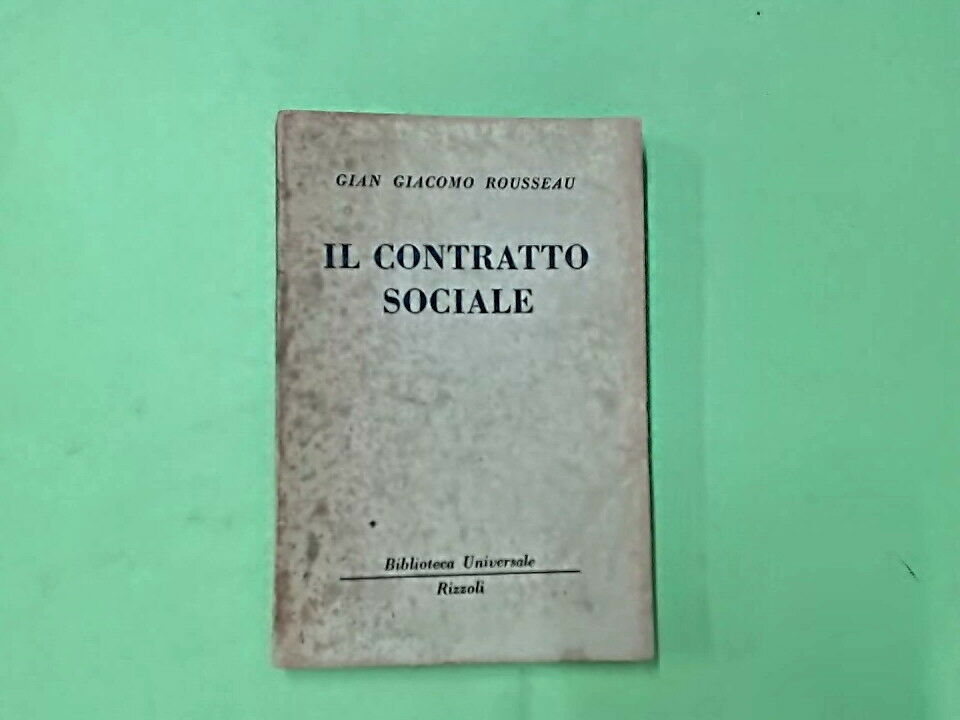 GIAN GIACOMO ROUSSEAU
IL CONTRATTO
SOCIALE
Biblioteca Universale
Rizzoli